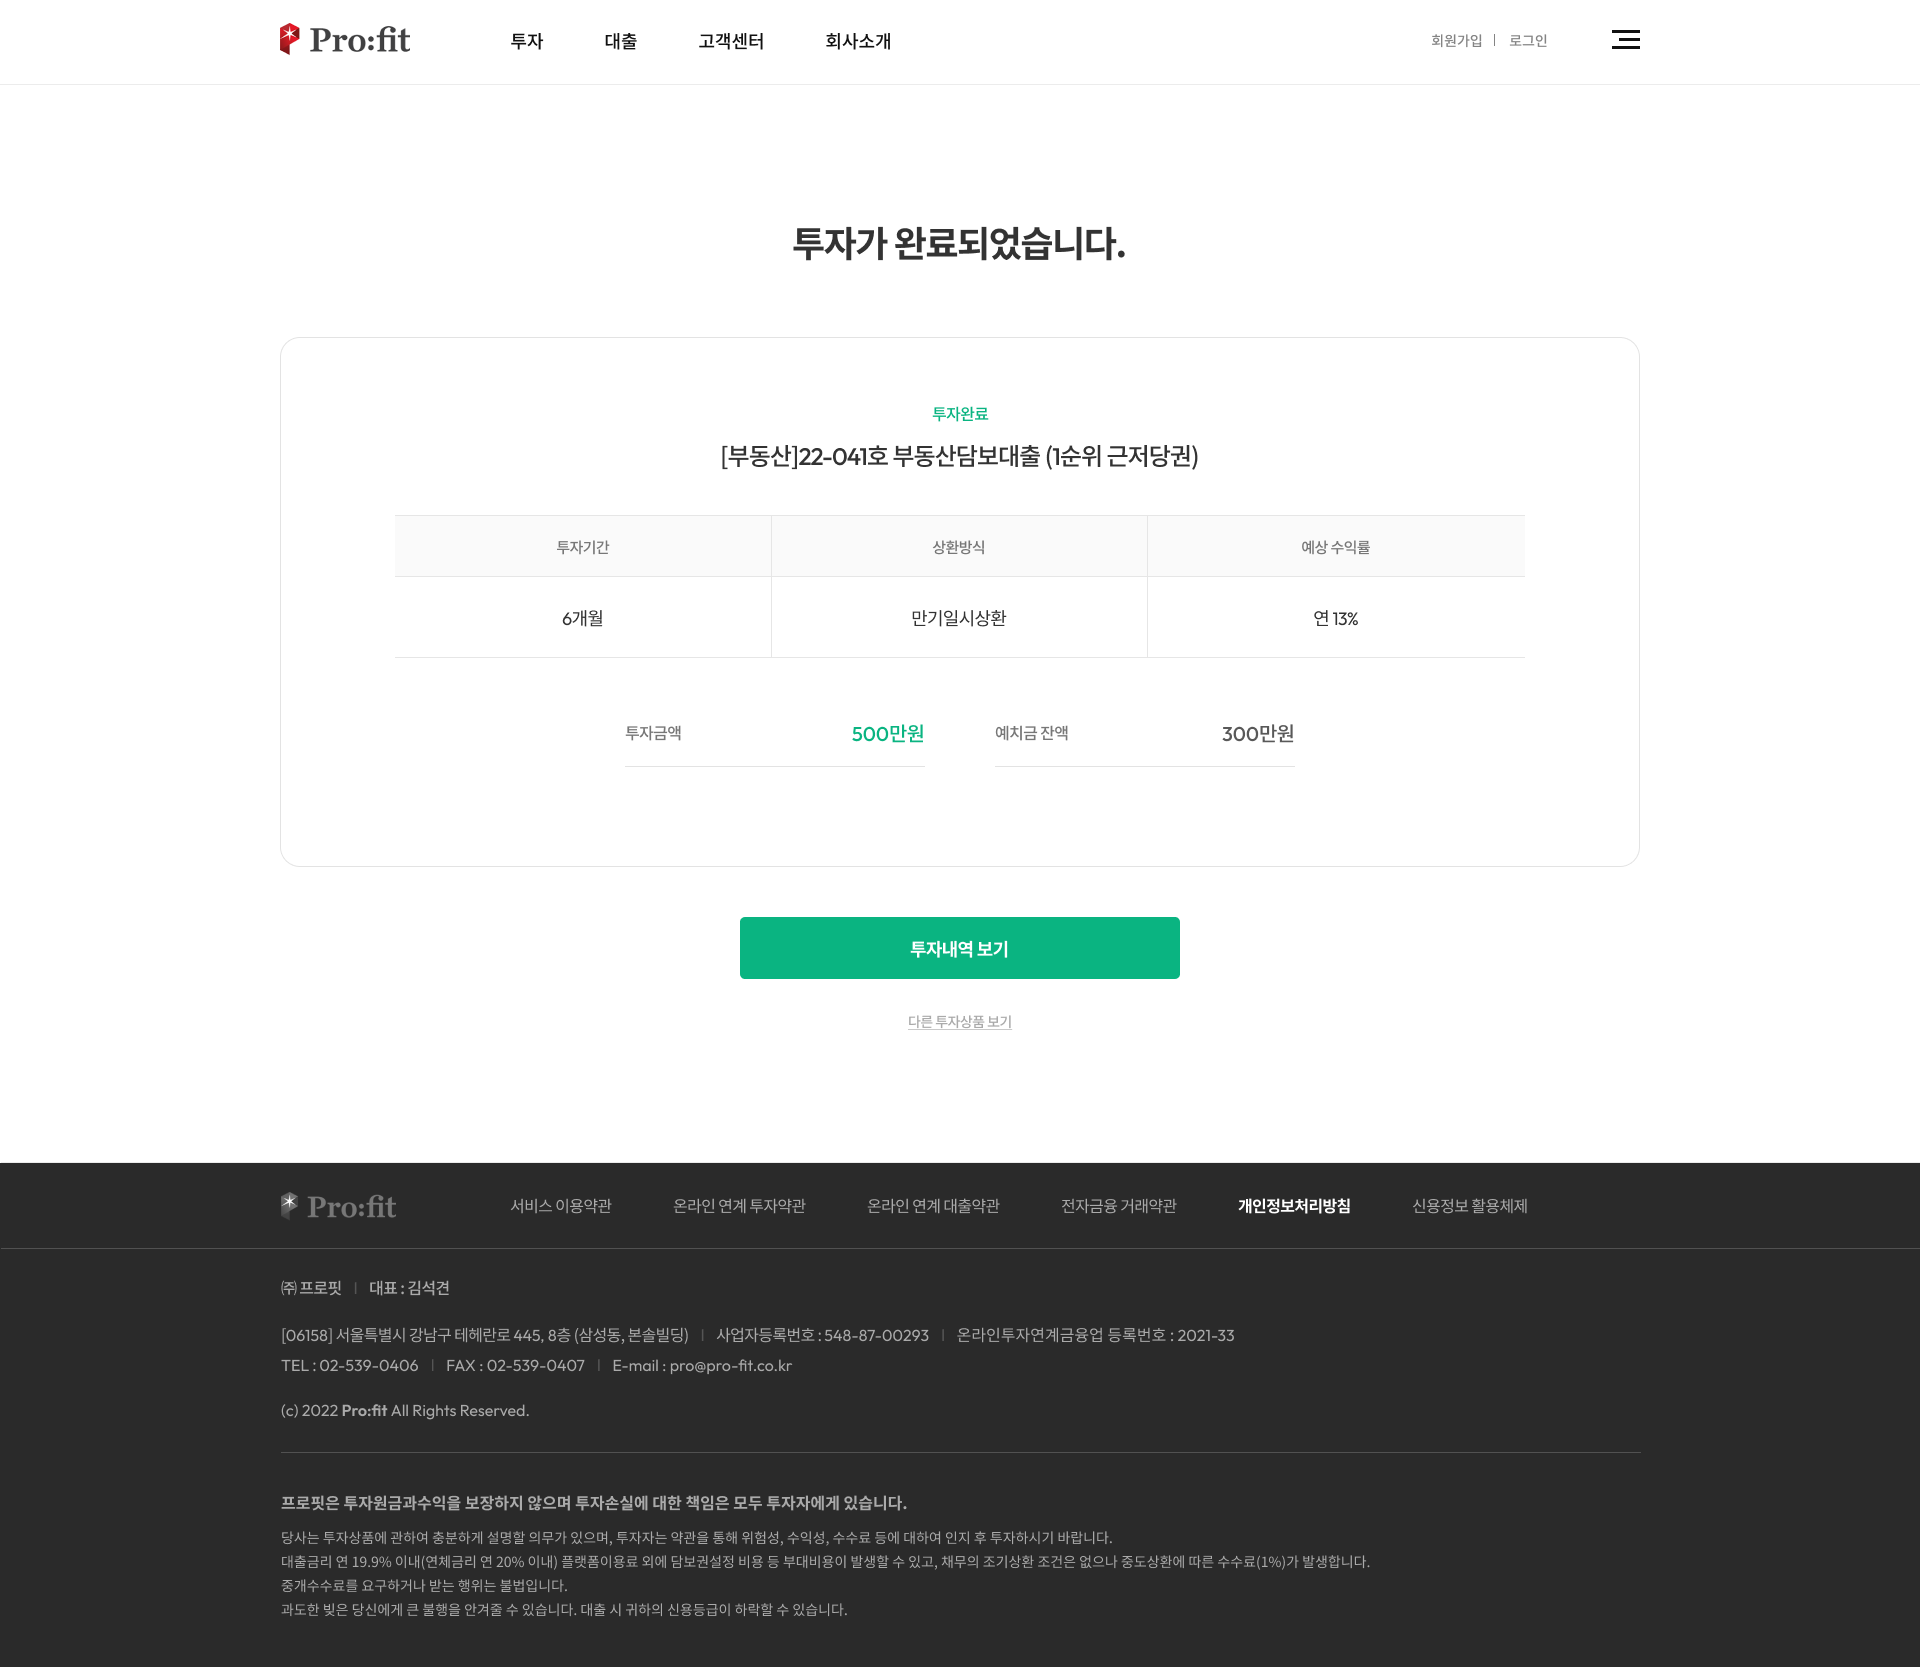 Pro:fit
투자
대출
고객센터
회사소개
회원가입
로그인
투자가 완료되었습니다.
투자완료
[부동산]22-041호 부동산담보대출 (1순위 근저당권)
투자기간
상환방식
예상 수익률
6개월
만기일시상환
연 13%
투자금액
500만원
예치금 잔액
300만원
투자내역 보기
다른 투자상품 보기
Pro:fit
서비스 이용약관
온라인 연계 투자약관
온라인 연계 대출약관
전자금융 거래약관
개인정보처리방침
신용정보 활용체제
㈜ 프로핏 | 대표 : 김석견
[06158] 서울특별시 강남구 테헤란로 445, 8층 (삼성동, 본솔빌딩) | 사업자등록번호 : 548-87-00293 | 온라인투자연계금융업 등록번호 : 2021-33
TEL : 02-539-0406 | FAX : 02-539-0407 | E-mail : pro@pro-fit.co.kr
(c) 2022 Pro:fit All Rights Reserved.
프로핏은 투자원금과수익을 보장하지 않으며 투자손실에 대한 책임은 모두 투자자에게 있습니다.
당사는 투자상품에 관하여 충분하게 설명할 의무가 있으며, 투자자는 약관을 통해 위험성, 수익성, 수수료 등에 대하여 인지 후 투자하시기 바랍니다.
대출금리 연 19.9% 이내(연체금리 연 20% 이내) 플랫폼이용료 외에 담보권설정 비용 등 부대비용이 발생할 수 있고, 채무의 조기상환 조건은 없으나 중도상환에 따른 수수료(1%)가 발생합니다.
중개수수료를 요구하거나 받는 행위는 불법입니다.
과도한 빚은 당신에게 큰 불행을 안겨줄 수 있습니다. 대출 시 귀하의 신용등급이 하락할 수 있습니다.